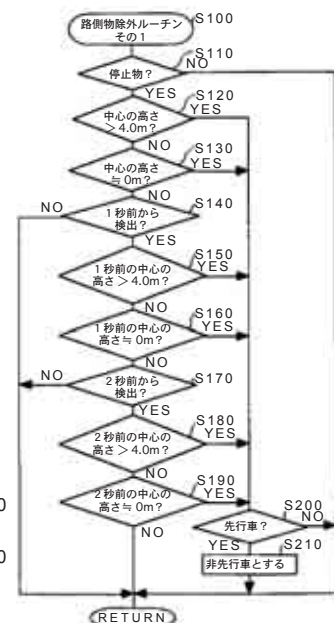 路側物除外ルーチン
その1
S100
停止物？
S110
NO
YES
中心の高さ
＞4.0m？
S120
YES
NO
中心の高さ
≒0m？
S130
YES
NO
1秒前から
検出？
S140
NO
YES
1秒前の中心の
高さ＞4.0m？
S150
YES
NO
1秒前の中心の
高さ≒0m？
S160
YES
NO
2秒前から
検出？
S170
NO
YES
2秒前の中心の
高さ＞4.0m？
S180
YES
NO
2秒前の中心の
高さ≒0m？
S190
YES
NO
先行車？
S200
NO
YES
非先行車とする
S210
RETURN
0
0